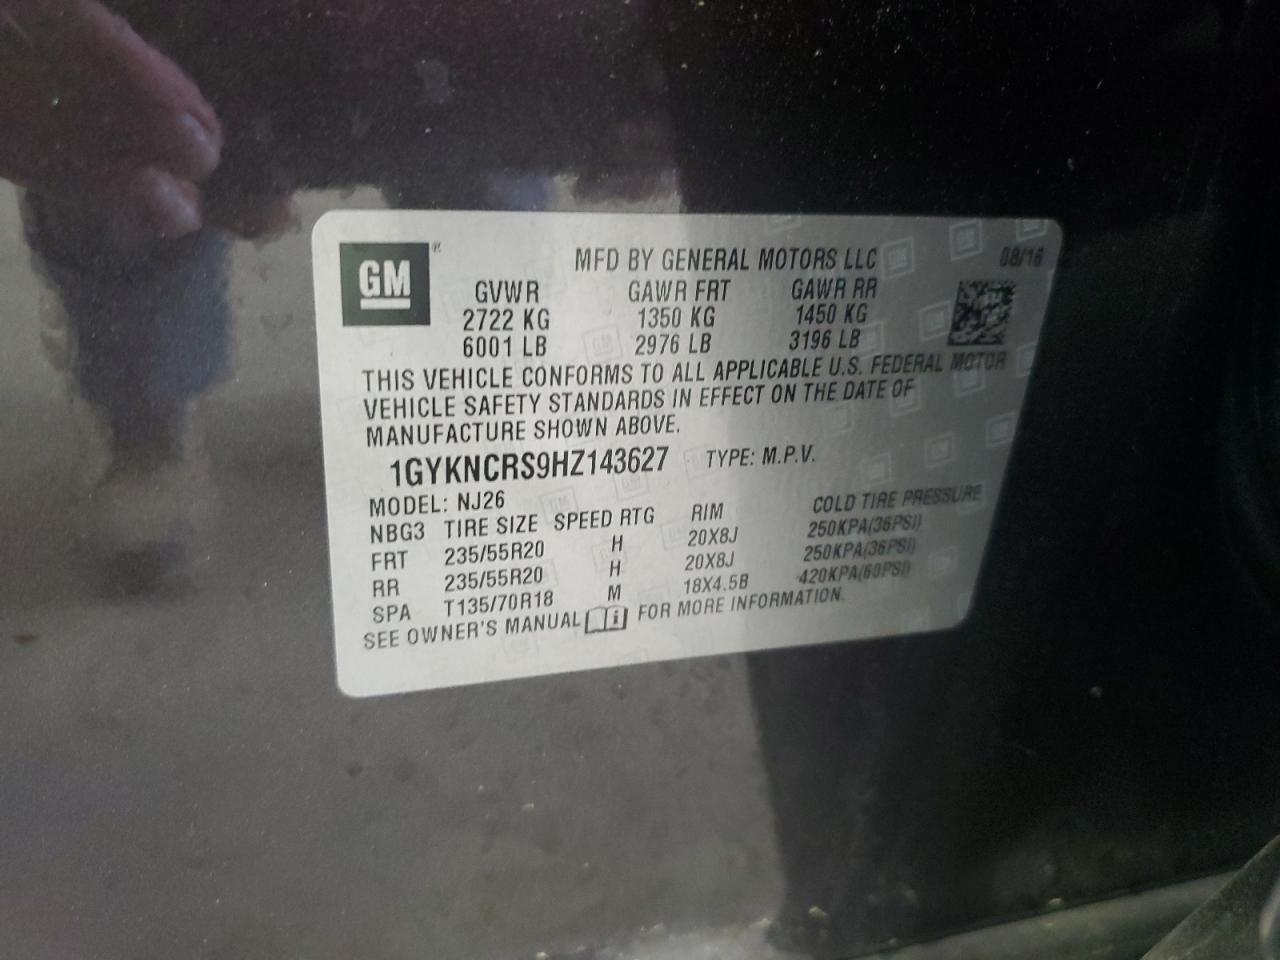 GM
MFD BY GENERAL MOTORS LLC 08/16
GVWR GAWR FRT GAWR RR
2722 KG 1350 KG 1450 KG
6001 LB 2976 LB 3196 LB
THIS VEHICLE CONFORMS TO ALL APPLICABLE U.S. FEDERAL MOTOR
VEHICLE SAFETY STANDARDS IN EFFECT ON THE DATE OF
MANUFACTURE SHOWN ABOVE.
1GYKNCRS9HZ143627 TYPE: M.P.V.
MODEL: NJ26
NBG3 TIRE SIZE SPEED RTG RIM COLD TIRE PRESSURE
FRT 235/55R20 H 20X8J 250KPA(36PSI)
RR 235/55R20 H 20X8J 250KPA(36PSI)
SPA T135/70R18 M 18X4.5B 420KPA(60PSI)
SEE OWNER'S MANUAL FOR MORE INFORMATION.